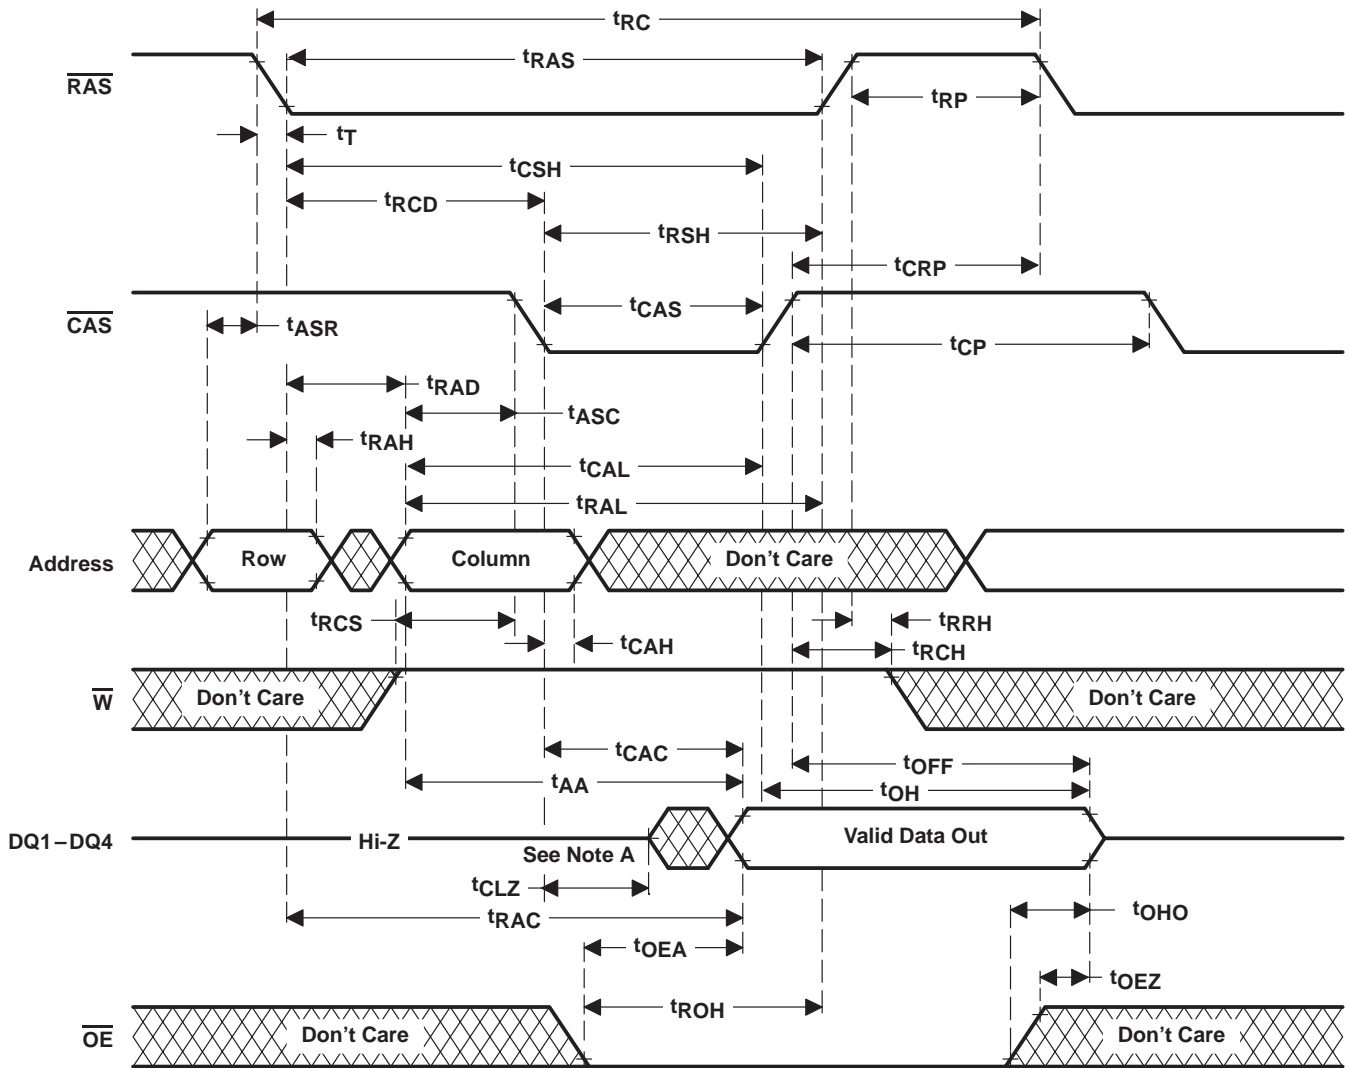 tRC
tRAS
RAS
tRP
tT
tCSH
tRCD
tRSH
tCRP
CAS
tCAS
tASR
tCP
tRAD
tASC
tRAH
tCAL
tRAL
Address
Row
Column
Don't Care
tRCS
tRRH
tCAH
tRCH
W
Don't Care
Don't Care
tCAC
tOFF
tAA
tOH
DQ1–DQ4
Hi-Z
Valid Data Out
See Note A
tCLZ
tRAC
tOHO
tOEA
tOEZ
tROH
OE
Don't Care
Don't Care